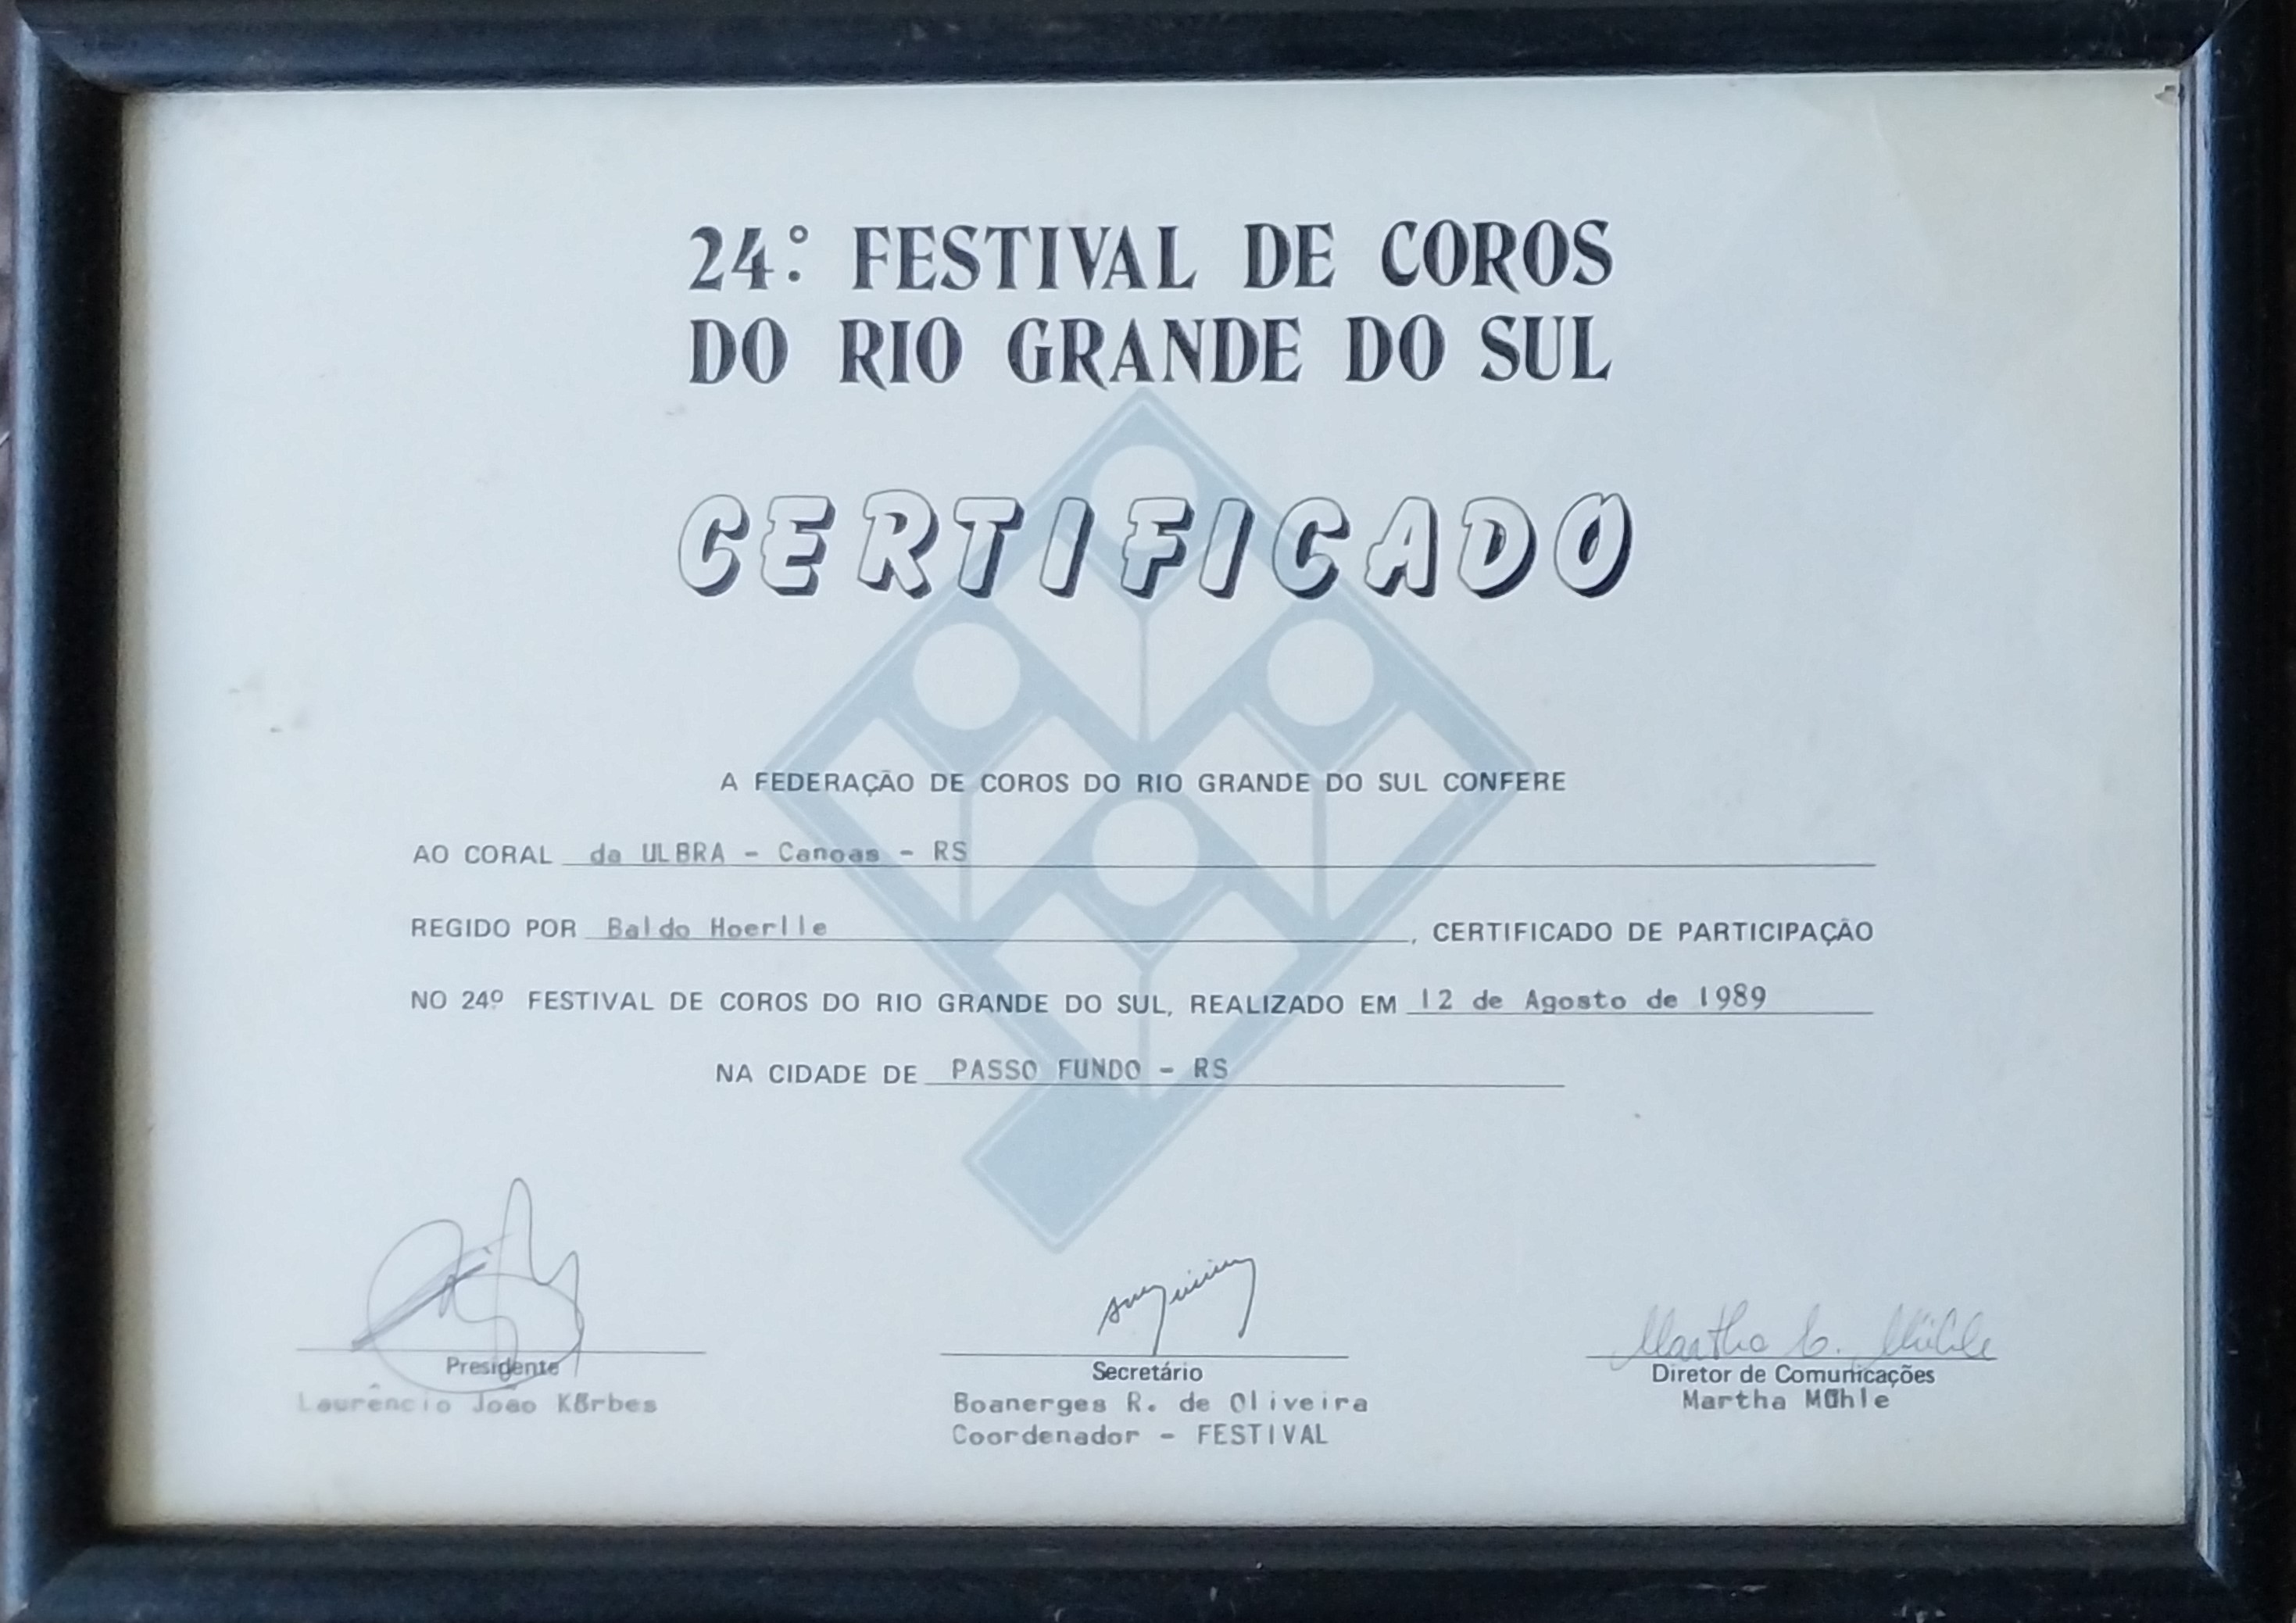 24º FESTIVAL DE COROS
DO RIO GRANDE DO SUL
CERTIFICADO
A FEDERAÇÃO DE COROS DO RIO GRANDE DO SUL CONFERE
AO CORAL da ULBRA - Canoas - RS
REGIDO POR Baldo Hoerlle, CERTIFICADO DE PARTICIPAÇÃO
NO 24º FESTIVAL DE COROS DO RIO GRANDE DO SUL, REALIZADO EM 12 de Agosto de 1989
NA CIDADE DE PASSO FUNDO - RS
Martha C. Mühle
Presidente Secretário Diretor de Comunicações
Laurêncio João Körbes Boanerges R. de Oliveira Martha Mühle
Coordenador - FESTIVAL